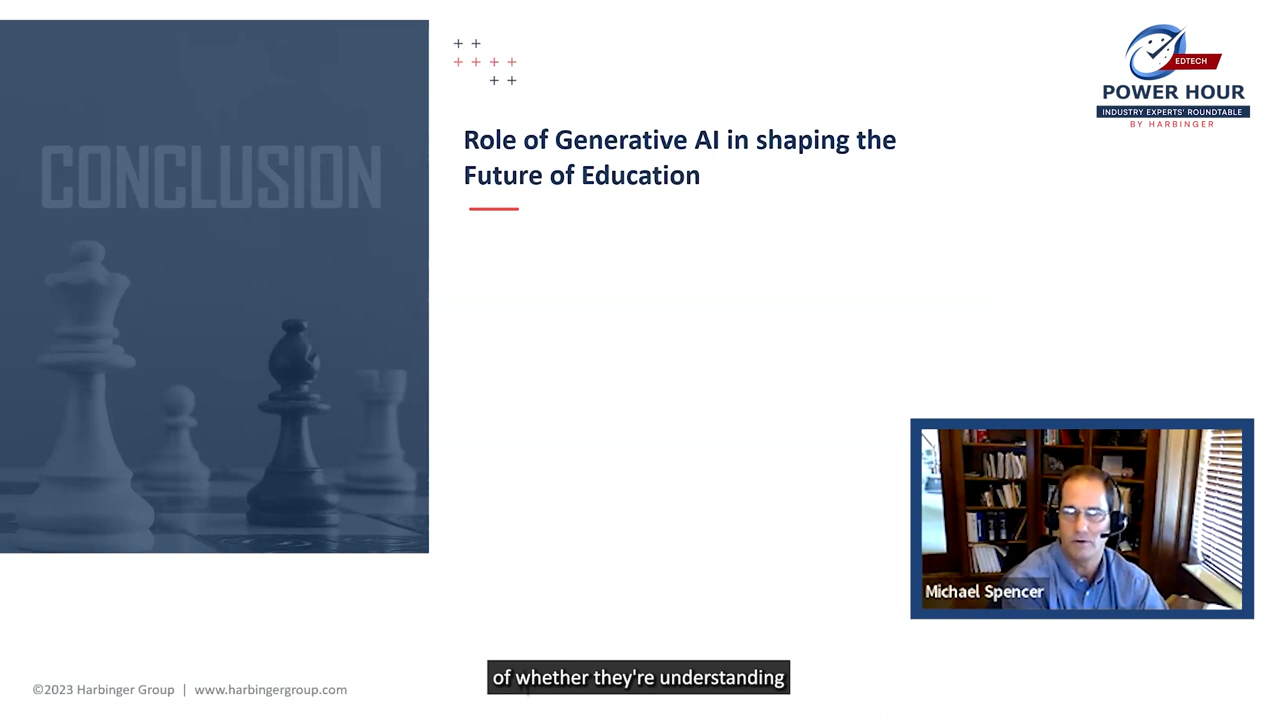 CONCLUSION
Role of Generative AI in shaping the
Future of Education
EDTECH
POWER HOUR
INDUSTRY EXPERTS' ROUNDTABLE
BY HARBINGER
Michael Spencer
of whether they're understanding
©2023 Harbinger Group | www.harbingergroup.com